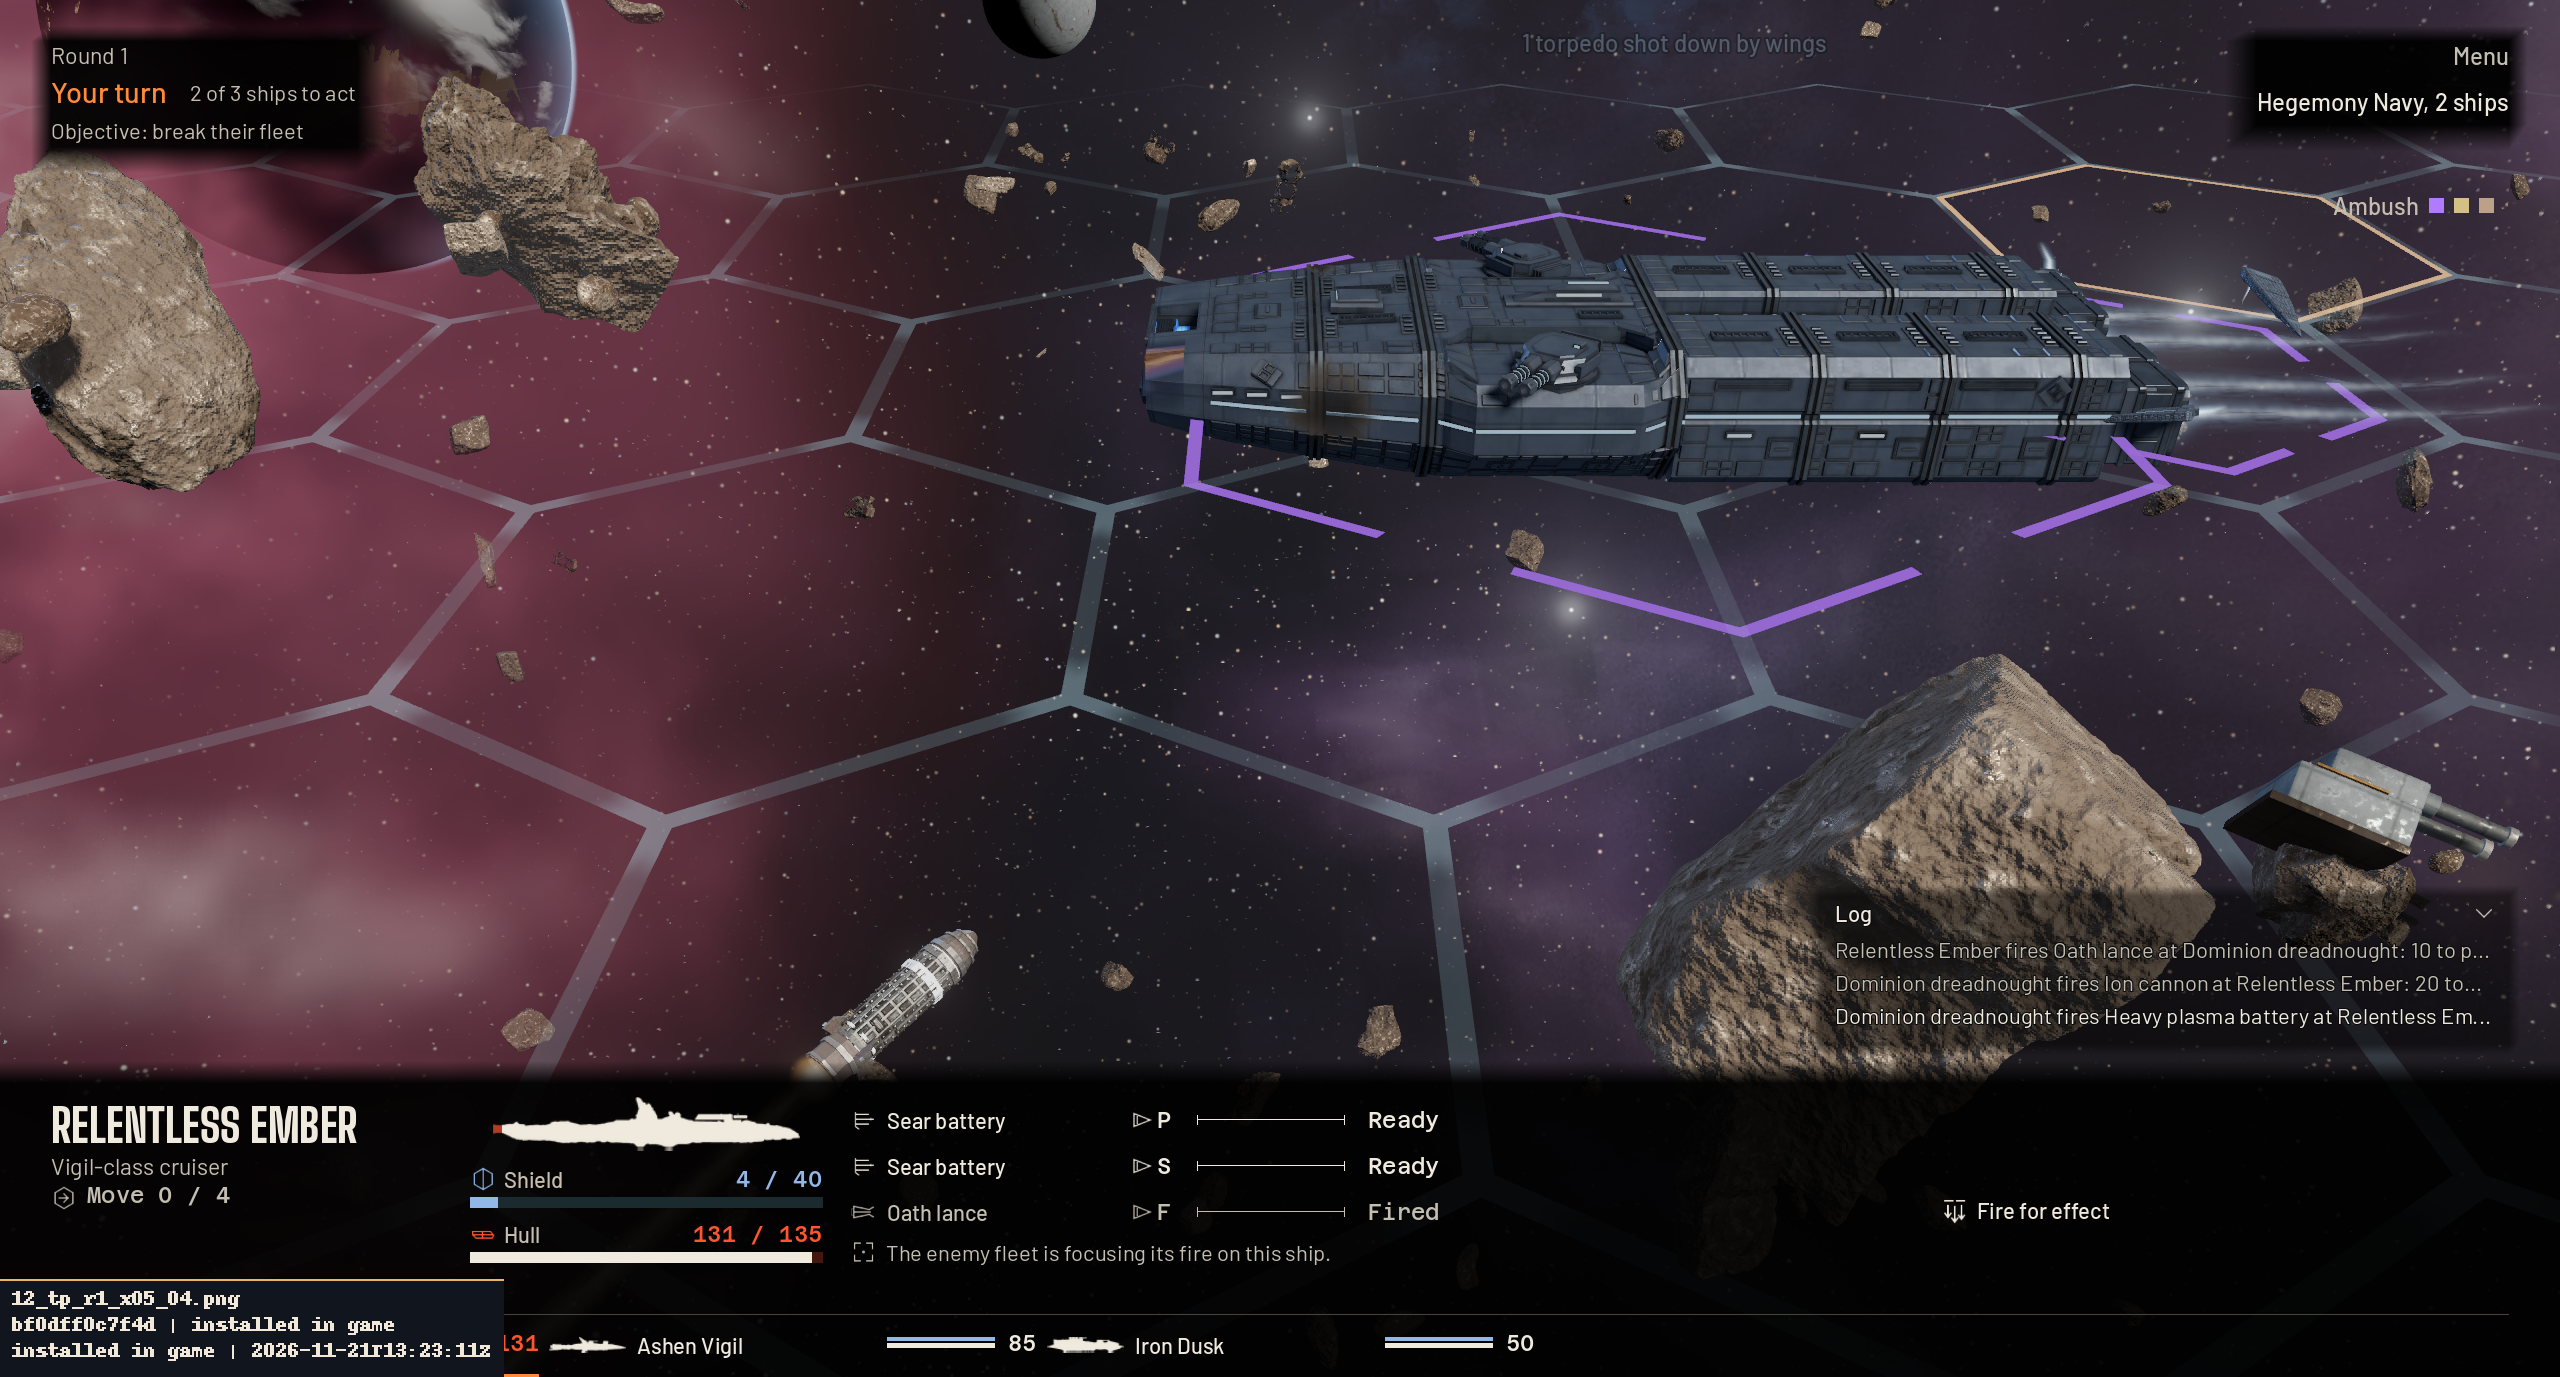 Round 1
Your turn 2 of 3 ships to act
Objective: break their fleet
1 torpedo shot down by wings
Menu
Hegemony Navy, 2 ships
Ambush
Log
Relentless Ember fires Oath lance at Dominion dreadnought: 10 to p...
Dominion dreadnought fires Ion cannon at Relentless Ember: 20 to...
Dominion dreadnought fires Heavy plasma battery at Relentless Em...
RELENTLESS EMBER
Vigil-class cruiser
Move 0 / 4
Shield 4 / 40
Hull 131 / 135
Sear battery P Ready
Sear battery S Ready
Oath lance F Fired
The enemy fleet is focusing its fire on this ship.
Fire for effect
12_tp_r1_x05_04.png
bf0dff0c7f4d | installed in game
installed in game | 2026-11-21T13:23:11Z
131 Ashen Vigil 85 Iron Dusk 50